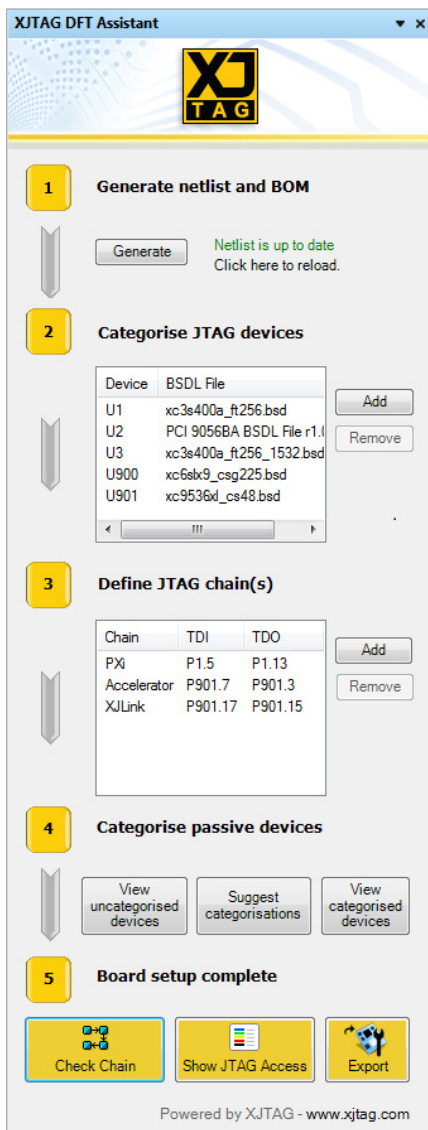 XJTAG DFT Assistant
XJ
TAG
1 Generate netlist and BOM
Generate
Netlist is up to date
Click here to reload.
2 Categorise JTAG devices
Device BSDL File
U1 xc3s400a_ft256.bsd
U2 PCI 9056BA BSDL File r1.0
U3 xc3s400a_ft256_1532.bsd
U900 xc6slx9_csg225.bsd
U901 xc9536xl_cs48.bsd
Add
Remove
3 Define JTAG chain(s)
Chain TDI TDO
PXi P1.5 P1.13
Accelerator P901.7 P901.3
XJLink P901.17 P901.15
Add
Remove
4 Categorise passive devices
View
uncategorised
devices
Suggest
categorisations
View
categorised
devices
5 Board setup complete
Check Chain
Show JTAG Access
Export
Powered by XJTAG - www.xjtag.com